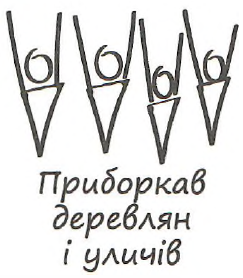 Приборкав
деревлян
і уличів